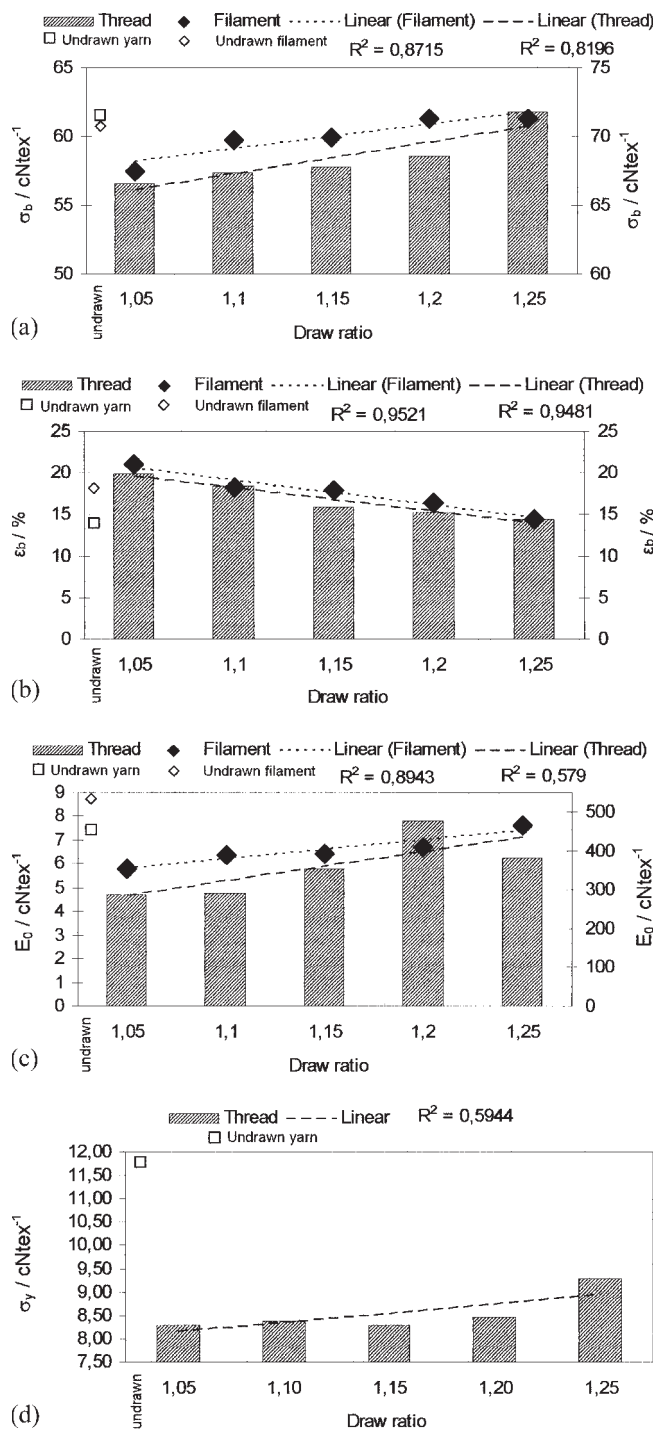 Thread Filament Linear (Filament) Linear (Thread)
Undrawn yarn Undrawn filament R² = 0,8715 R² = 0,8196
65 75
60 70
55 65
50 60
σb / cNtex⁻¹
σb / cNtex⁻¹
undrawn
1,05 1,1 1,15 1,2 1,25
(a) Draw ratio
Thread Filament Linear (Filament) Linear (Thread)
Undrawn yarn Undrawn filament R² = 0,9521 R² = 0,9481
25 25
20 20
15 15
10 10
5 5
0 0
εb / %
εb / %
undrawn
1,05 1,1 1,15 1,2 1,25
(b) Draw ratio
Thread Filament Linear (Filament) Linear (Thread)
Undrawn yarn Undrawn filament R² = 0,8943 R² = 0,579
9
8 500
7 400
6
5 300
4
3 200
2 100
1
0 0
E₀ / cNtex⁻¹
E₀ / cNtex⁻¹
undrawn
1,05 1,1 1,15 1,2 1,25
(c) Draw ratio
Thread Linear R² = 0,5944
Undrawn yarn
12,00
11,50
11,00
10,50
10,00
9,50
9,00
8,50
8,00
7,50
σy / cNtex⁻¹
undrawn
1,05 1,10 1,15 1,20 1,25
(d) Draw ratio